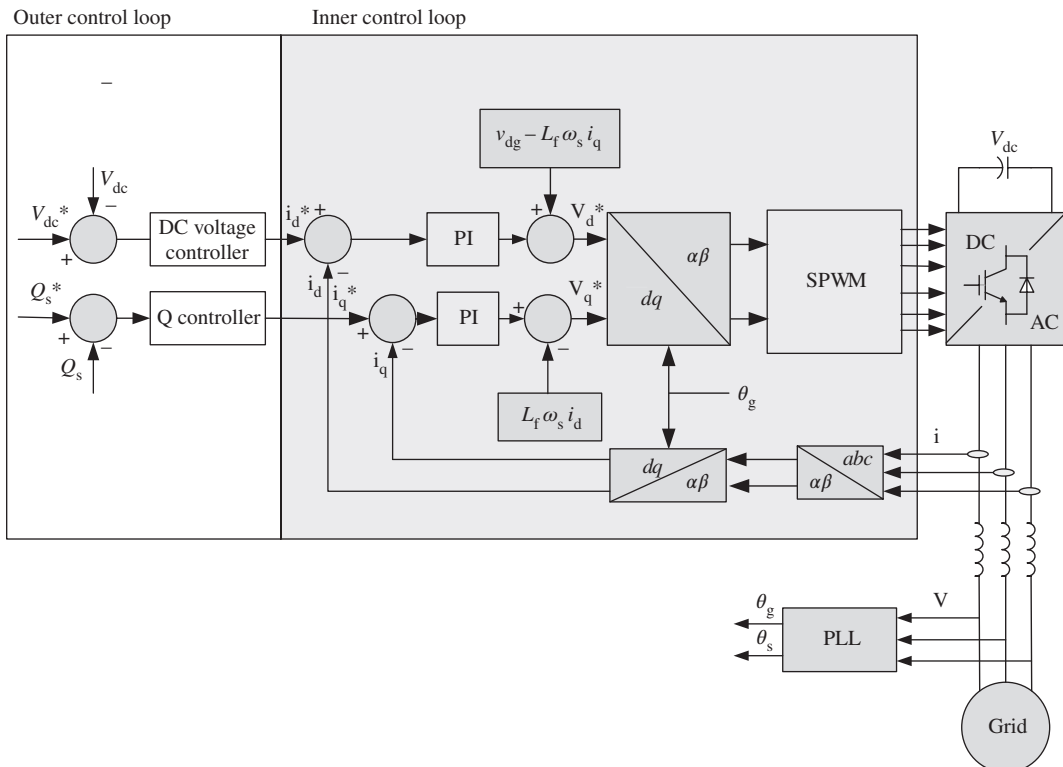 Outer control loop
Inner control loop
−
v_dg − L_f ω_s i_q
V_dc
V_dc
−
V_dc*
+
DC voltage
controller
i_d*
+
−
i_d
PI
+
V_d*
αβ
dq
SPWM
DC
AC
Q_s*
+
−
Q_s
Q controller
i_q*
+
−
i_q
PI
+
−
V_q*
L_f ω_s i_d
θ_g
dq
αβ
abc
αβ
i
V
θ_g
θ_s
PLL
Grid